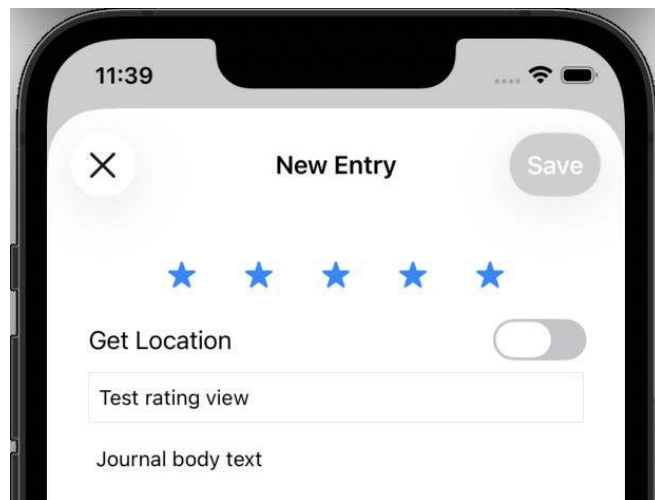 11:39
New Entry
Save
Get Location
Test rating view
Journal body text